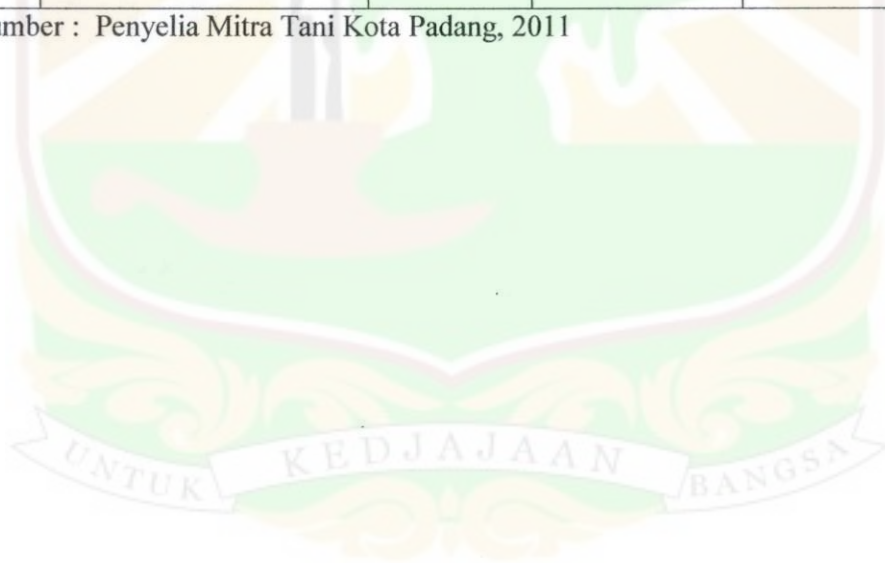 umber : Penyelia Mitra Tani Kota Padang, 2011
UNTUK KEDJAJAAN BANGSA